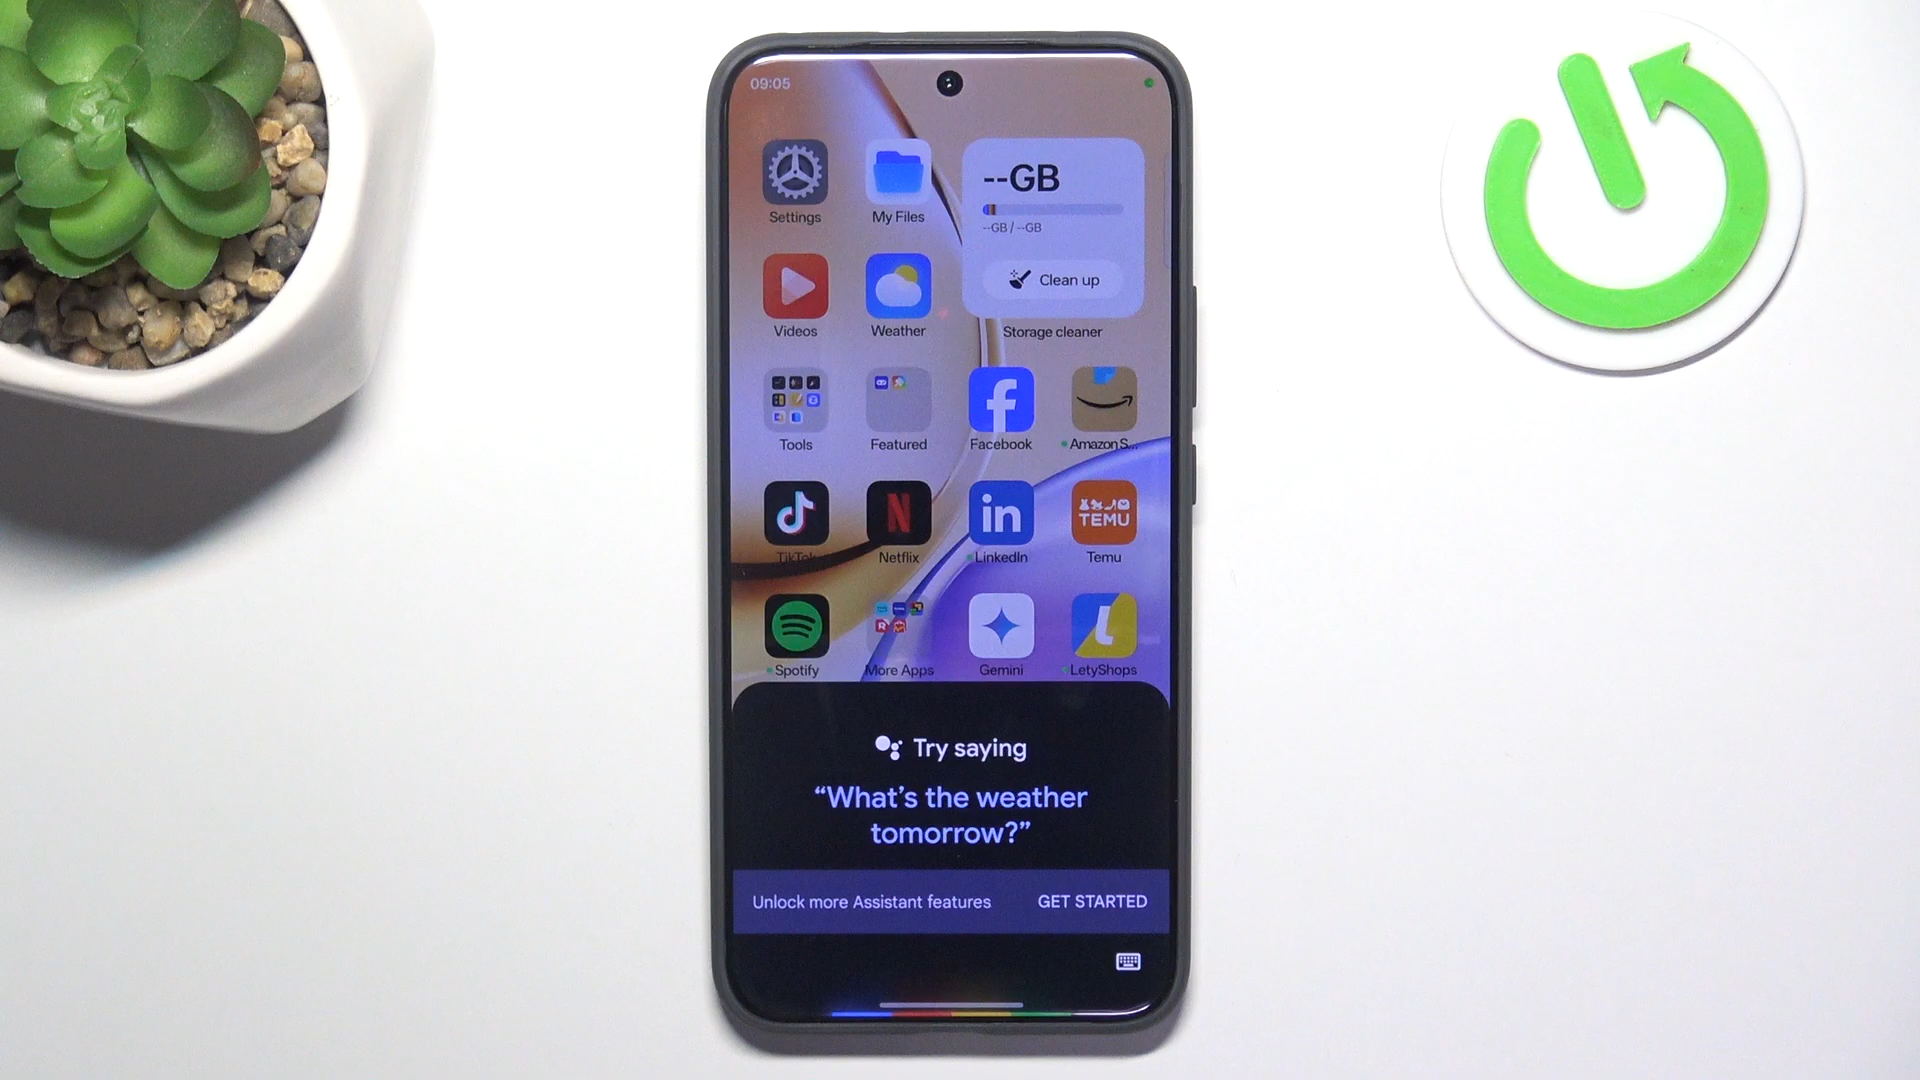 09:05
Settings
My Files
--GB
--GB / --GB
Clean up
Videos
Weather
Storage cleaner
Tools
Featured
Facebook
Amazon S...
TikTok
Netflix
LinkedIn
TEMU
Temu
Spotify
More Apps
Gemini
LetyShops
Try saying
“What's the weather
tomorrow?”
Unlock more Assistant features
GET STARTED